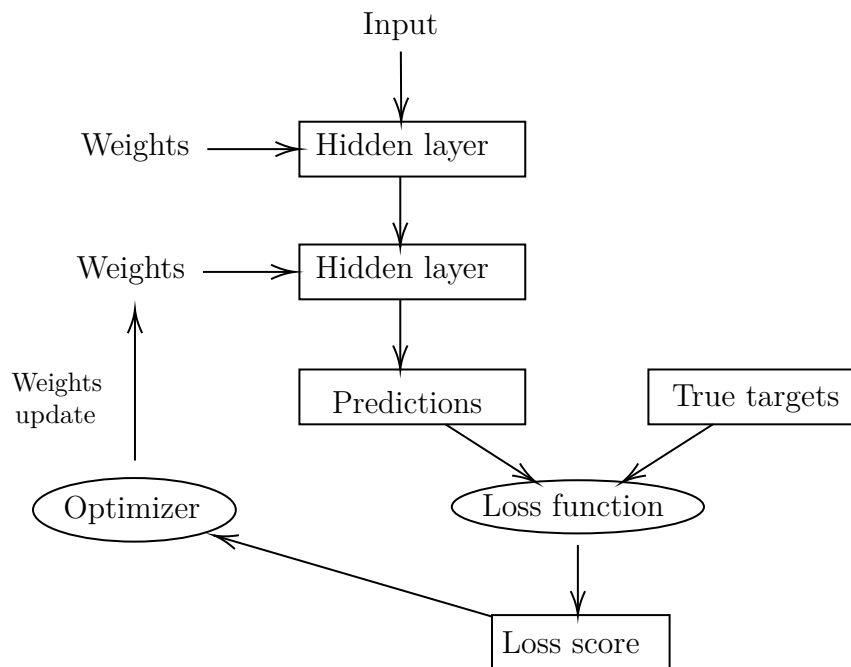 Input
Weights
Hidden layer
Weights
Hidden layer
Weights
update
Predictions
True targets
Optimizer
Loss function
Loss score